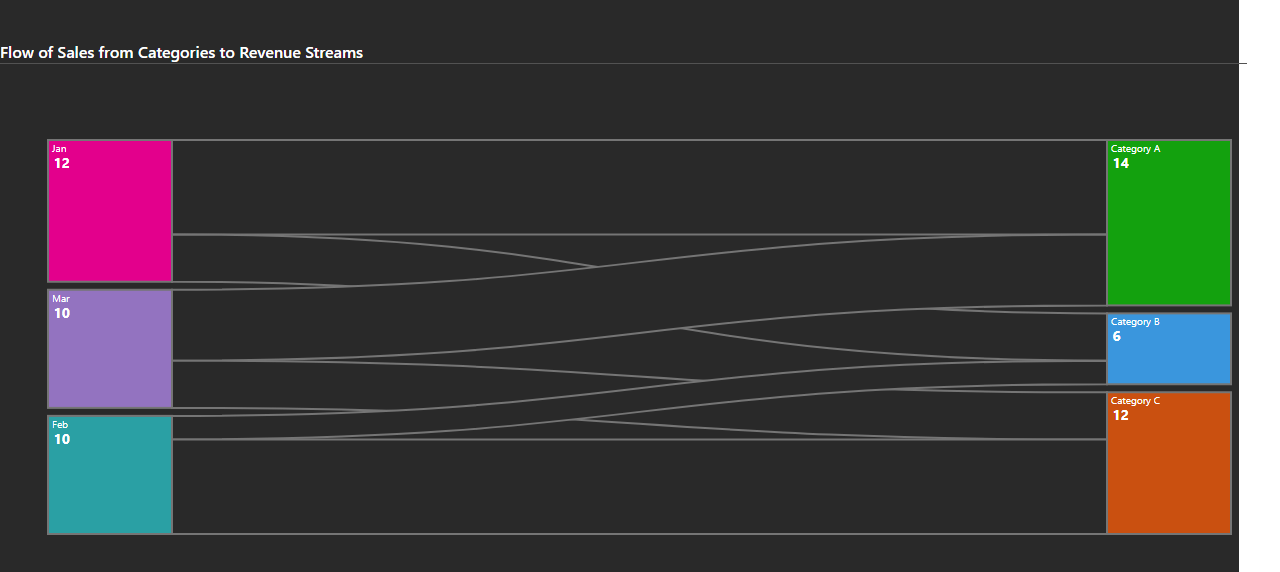 Flow of Sales from Categories to Revenue Streams
Jan
12
Mar
10
Feb
10
Category A
14
Category B
6
Category C
12